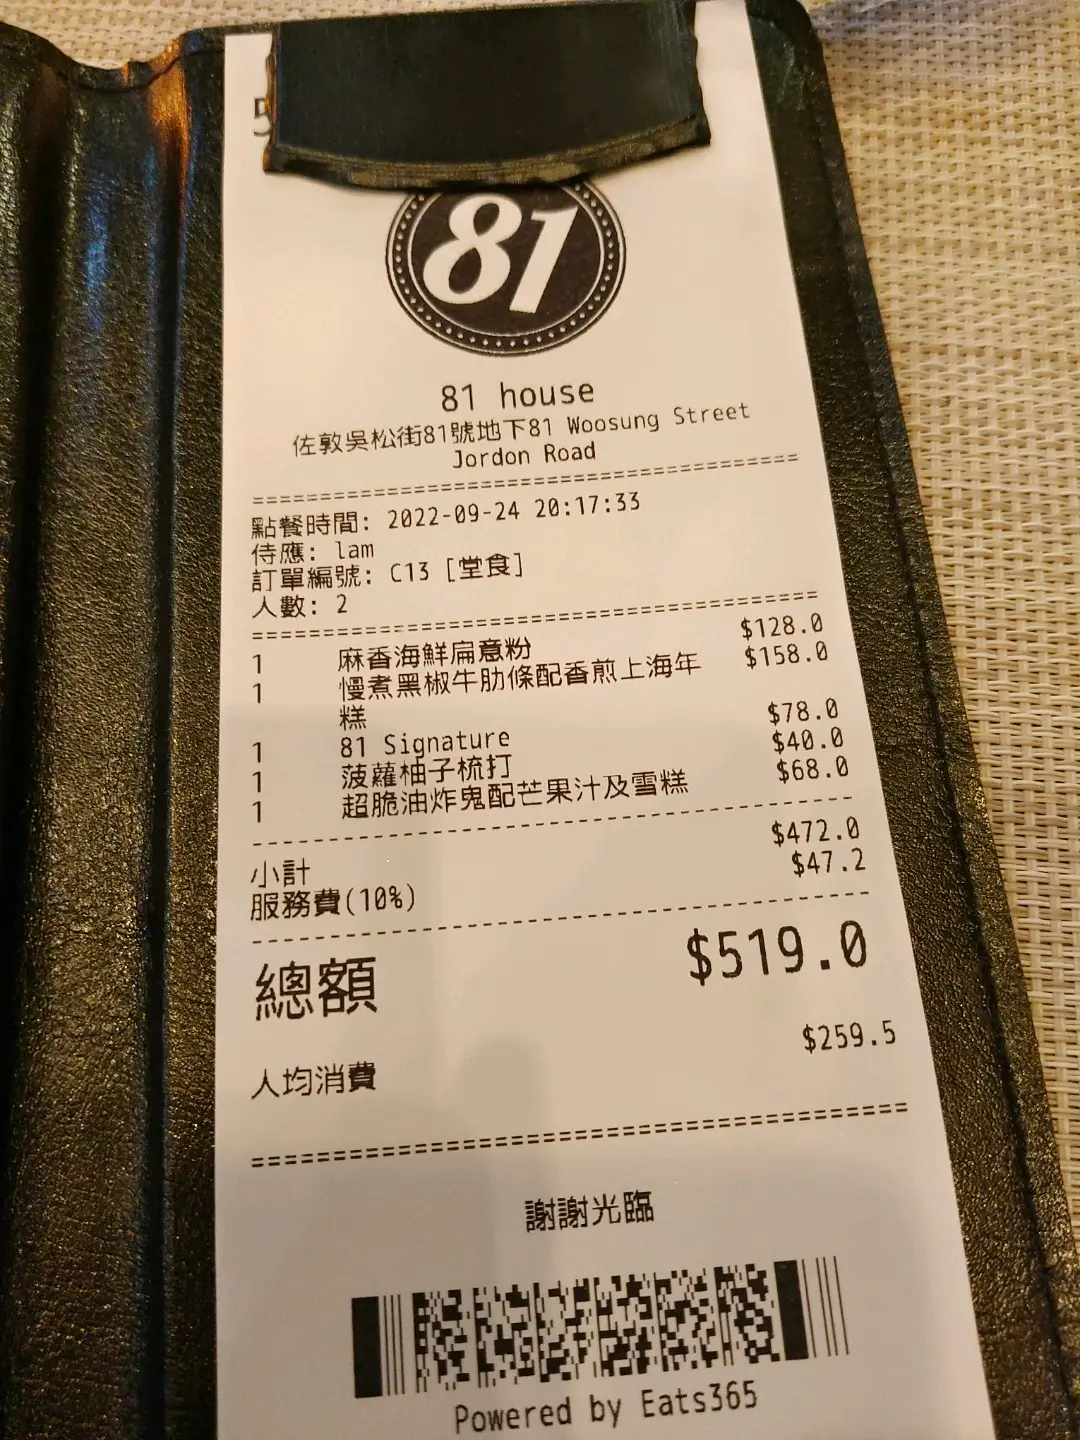 5
81
81 house
佐敦吳松街81號地下81 Woosung Street
Jordon Road
點餐時間: 2022-09-24 20:17:33
侍應: lam
訂單編號: C13 [堂食]
人數: 2
1 麻香海鮮扁意粉 $128.0
1 慢煮黑椒牛肋條配香煎上海年 $158.0
糕
1 81 Signature $78.0
1 菠蘿柚子梳打 $40.0
1 超脆油炸鬼配芒果汁及雪糕 $68.0
小計 $472.0
服務費(10%) $47.2
總額 $519.0
人均消費 $259.5
謝謝光臨
Powered by Eats365